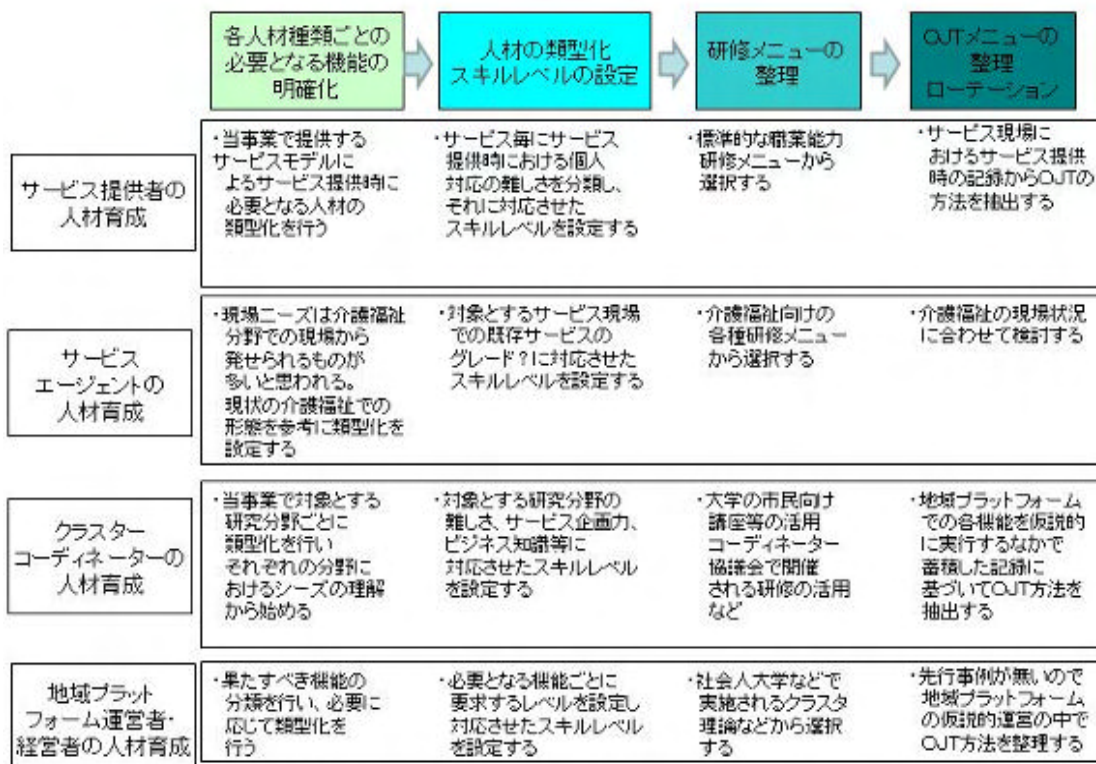 各人材種類ごとの
必要となる機能の
明確化
人材の類型化
スキルレベルの設定
研修メニューの
整理
OJTメニューの
整理
ローテーション
サービス提供者の
人材育成
・当事業で提供する
サービスモデルに
よるサービス提供時に
必要となる人材の
類型化を行う
・サービス毎にサービス
提供時における個人
対応の難しさを分類し、
それに対応させた
スキルレベルを設定する
・標準的な職業能力
研修メニューから
選択する
・サービス現場に
おけるサービス提供
時の記録からOJTの
方法を抽出する
サービス
エージェントの
人材育成
・現場ニーズは介護福祉
分野での現場から
発せられるものが
多いと思われる。
現状の介護福祉での
形態を参考に類型化を
設定する
・対象とするサービス現場
での既存サービスの
グレード?に対応させた
スキルレベルを設定する
・介護福祉向けの
各種研修メニュー
から選択する
・介護福祉の現場状況
に合わせて検討する
クラスター
コーディネーターの
人材育成
・当事業で対象とする
研究分野ごとに
類型化を行い
それぞれの分野に
おけるシーズの理解
から始める
・対象とする研究分野の
難しさ、サービス企画力、
ビジネス知識等に
対応させたスキルレベル
を設定する
・大学の市民向け
講座等の活用
コーディネーター
協議会で開催
される研修の活用
など
・地域プラットフォーム
での各機能を仮説的
に実行するなかで
蓄積した記録に
基づいてOJT方法を
抽出する
地域プラット
フォーム運営者・
経営者の人材育成
・果たすべき機能の
分類を行い、必要に
応じて類型化を
行う
・必要となる機能ごとに
要求するレベルを設定し
対応させたスキルレベル
を設定する
・社会人大学などで
実施されるクラスタ
理論などから選択
する
・先行事例が無いので
地域プラットフォーム
の仮説的運営の中で
OJT方法を整理する